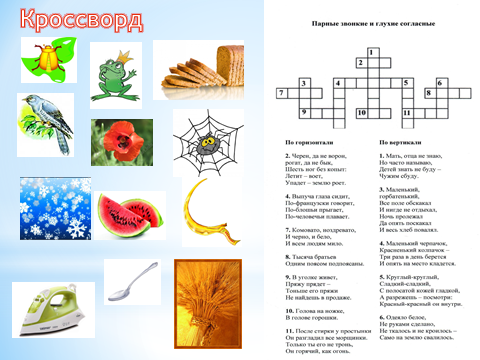 Кроссворд
Парные звонкие и глухие согласные
1
2
3
4
5
6
7
8
9
10
11
По горизонтали
2. Черен, да не ворон,
рогат, да не бык,
Шесть ног без копыт:
Летит – воет,
Упадет – землю роет.
4. Выпуча глаза сидит,
По-французски говорит,
По-блошьи прыгает,
По-человечьи плавает.
7. Комовато, ноздревато,
И черно, и бело,
И всем людям мило.
8. Тысяча братьев
Одним поясом подпоясаны.
9. В уголке живет,
Пряжу прядет –
Тоньше его пряжи
Не найдешь в продаже.
10. Голова на ножке,
В голове горошки.
11. После стирки у простынки
Он разгладил все морщинки.
Только ты его не тронь,
Он горячий, как огонь.
По вертикали
1. Мать, отца не знаю,
Но часто называю,
Детей знать не буду –
Чужим сбуду.
3. Маленький,
горбатенький,
Все поле обскакал
И нигде не отдыхал,
Ночь прележал
Да опять поскакал
И весь хлеб повалял.
4. Маленький черпачок,
Красненький колпачок –
Три раза в день берется
И опять на место кладется.
5. Круглый-круглый,
Сладкий-сладкий,
С полосатой кожей гладкой,
А разрежешь – посмотри:
Красный-красный он внутри.
6. Одеяло белое,
Не руками сделано,
Не ткалось и не кроилось –
Само на землю свалилось.